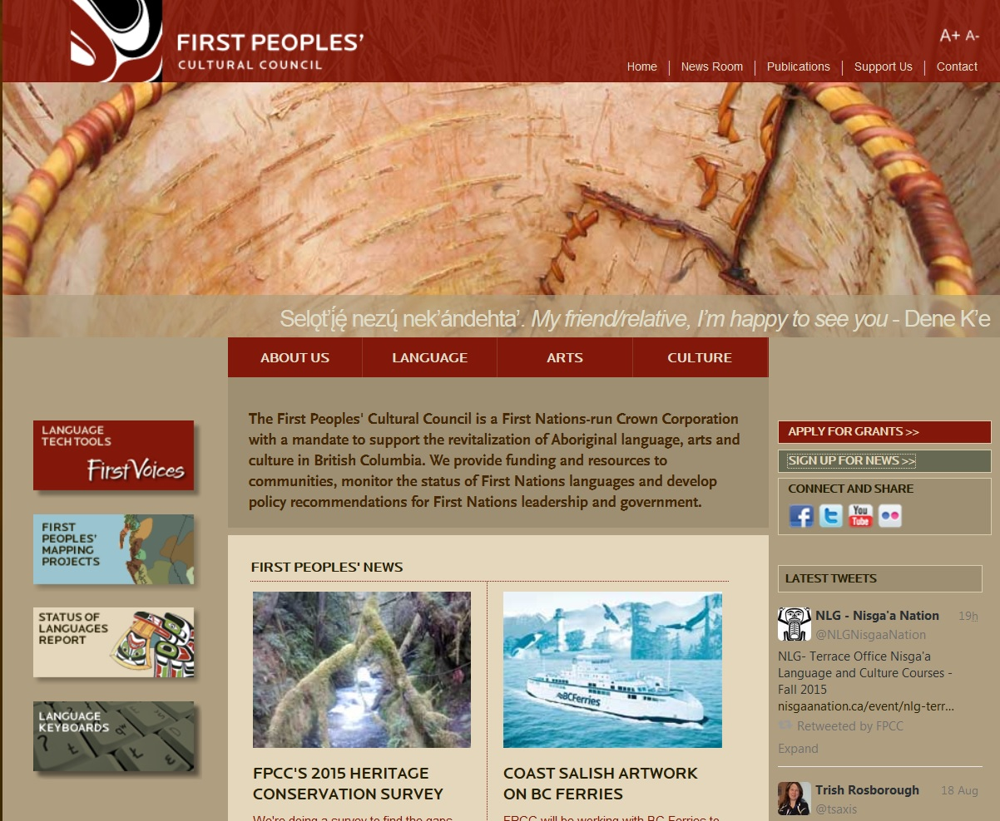 FIRST PEOPLES'
CULTURAL COUNCIL
A+ A-
Home
News Room
Publications
Support Us
Contact
Selǫt'į́ę́ nezų́ nek'ándehta'. My friend/relative, I'm happy to see you - Dene K'e
ABOUT US
LANGUAGE
ARTS
CULTURE
LANGUAGE
TECH TOOLS
FirstVoices
FIRST
PEOPLES'
MAPPING
PROJECTS
STATUS OF
LANGUAGES
REPORT
LANGUAGE
KEYBOARDS
The First Peoples' Cultural Council is a First Nations-run Crown Corporation
with a mandate to support the revitalization of Aboriginal language, arts and
culture in British Columbia. We provide funding and resources to
communities, monitor the status of First Nations languages and develop
policy recommendations for First Nations leadership and government.
FIRST PEOPLES' NEWS
BCFerries
FPCC'S 2015 HERITAGE
CONSERVATION SURVEY
We're doing a survey to find the gaps
COAST SALISH ARTWORK
ON BC FERRIES
FPCC will be working with BC Ferries to
APPLY FOR GRANTS >>
SIGN UP FOR NEWS >>
CONNECT AND SHARE
You
Tube
LATEST TWEETS
NLG - Nisga'a Nation 19h
@NLGNisgaaNation
NLG- Terrace Office Nisga'a
Language and Culture Courses -
Fall 2015
nisgaanation.ca/event/nlg-terr...
Retweeted by FPCC
Expand
Trish Rosborough 18 Aug
@tsaxis